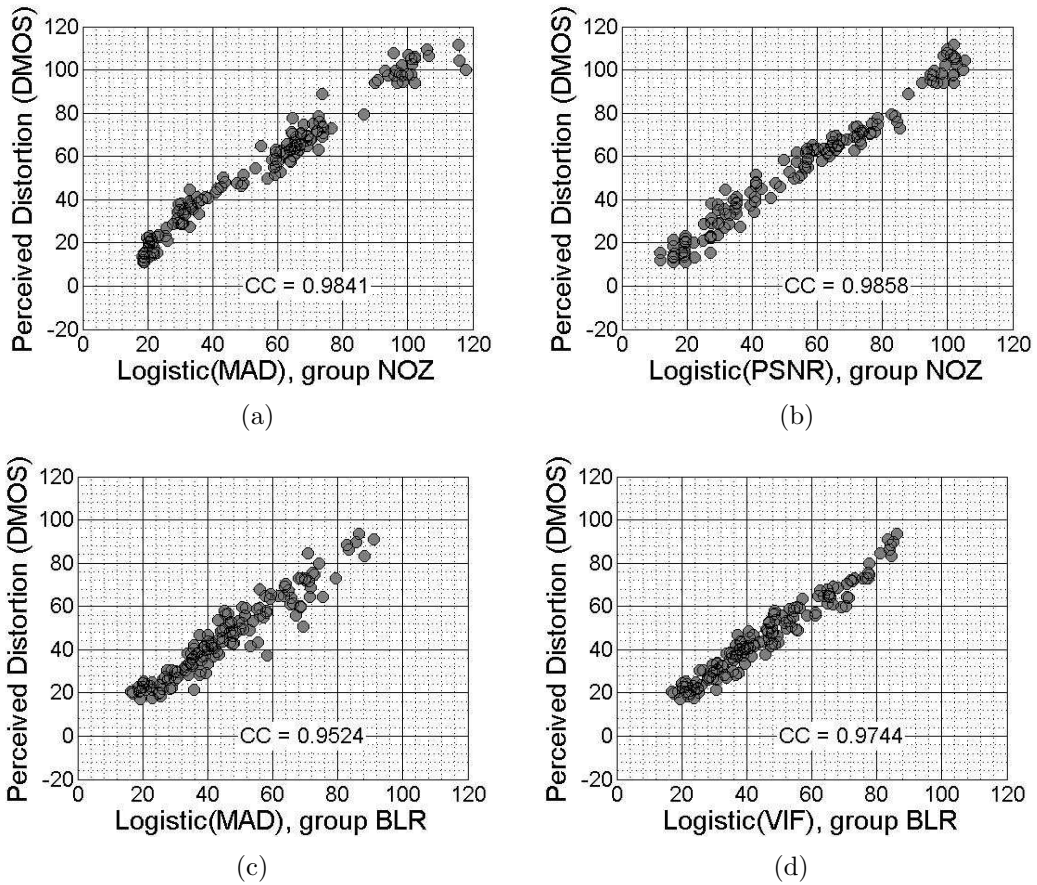 Perceived Distortion (DMOS)
120
100
80
60
40
20
0
-20
CC = 0.9841
0 20 40 60 80 100 120
Logistic(MAD), group NOZ
(a)
Perceived Distortion (DMOS)
120
100
80
60
40
20
0
-20
CC = 0.9858
0 20 40 60 80 100 120
Logistic(PSNR), group NOZ
(b)
Perceived Distortion (DMOS)
120
100
80
60
40
20
0
-20
CC = 0.9524
0 20 40 60 80 100 120
Logistic(MAD), group BLR
(c)
Perceived Distortion (DMOS)
120
100
80
60
40
20
0
-20
CC = 0.9744
0 20 40 60 80 100 120
Logistic(VIF), group BLR
(d)